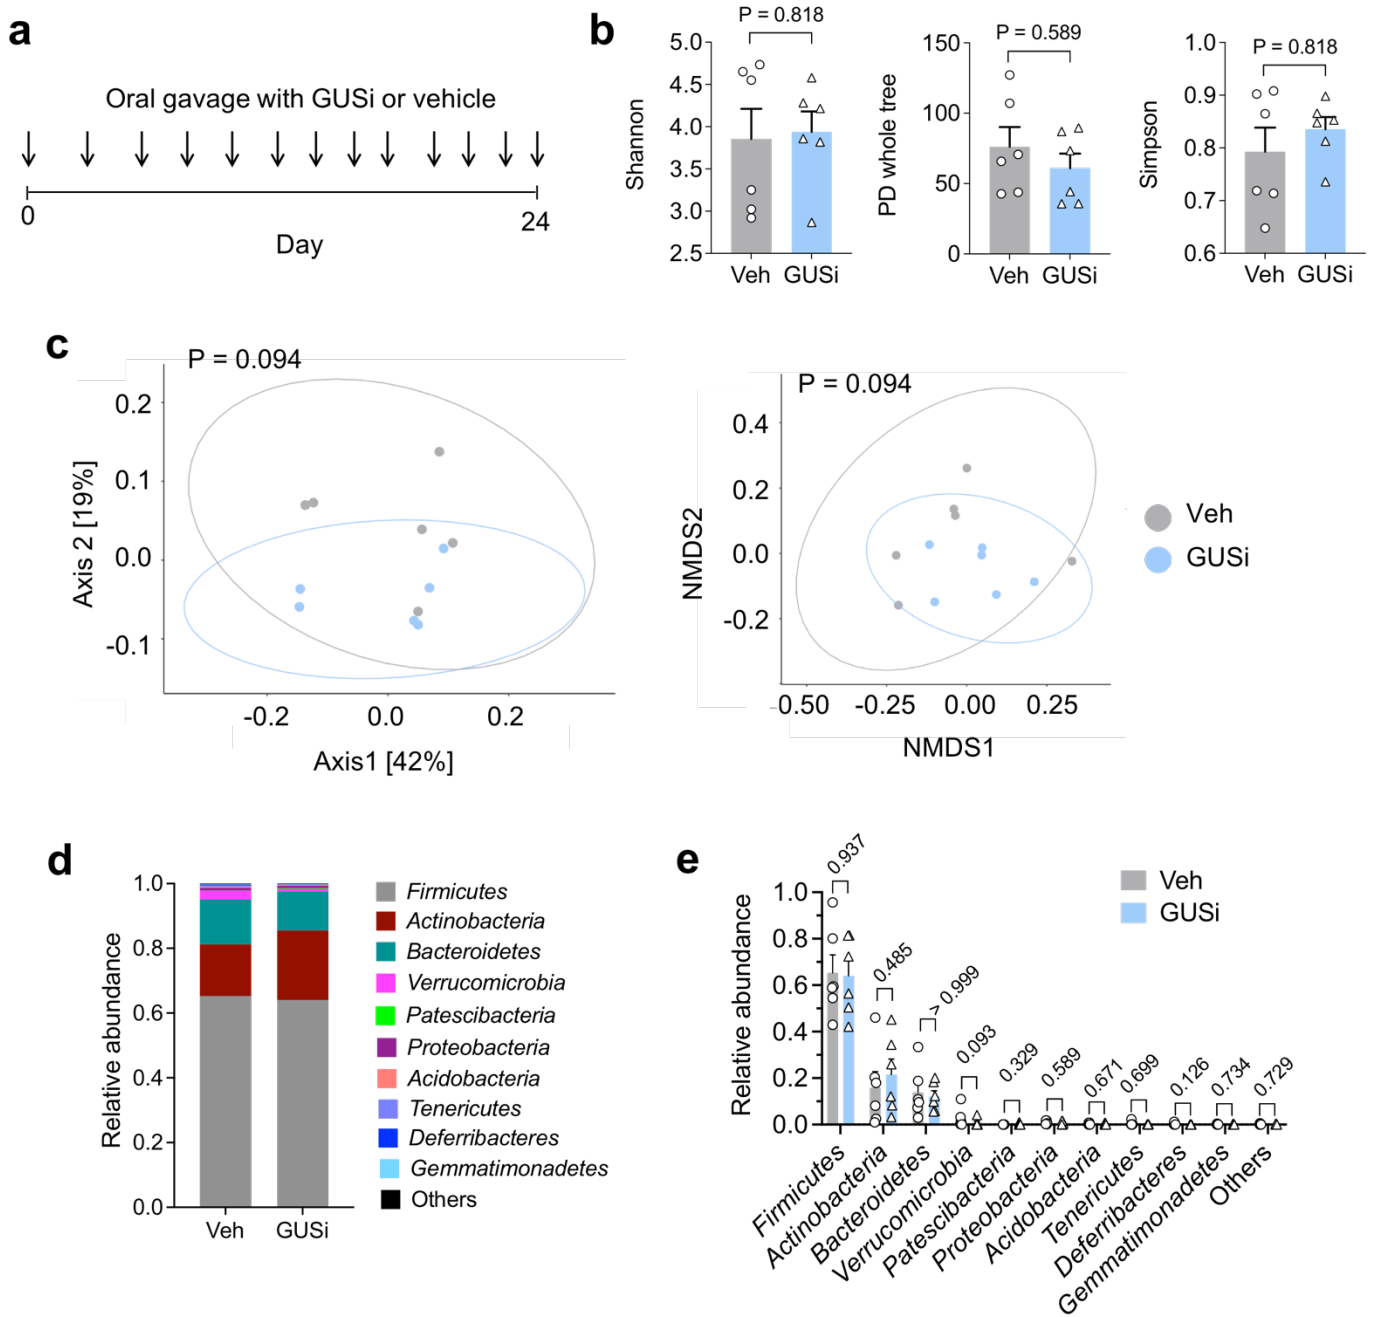 a
Oral gavage with GUSi or vehicle
0
24
Day
b
P = 0.818
5.0
4.5
4.0
3.5
3.0
2.5
Shannon
Veh GUSi
P = 0.589
150
100
50
0
PD whole tree
Veh GUSi
P = 0.818
1.0
0.9
0.8
0.7
0.6
Simpson
Veh GUSi
c
P = 0.094
0.2
0.1
0.0
-0.1
Axis 2 [19%]
-0.2 0.0 0.2
Axis1 [42%]
P = 0.094
0.4
0.2
0.0
-0.2
NMDS2
-0.50 -0.25 0.00 0.25
NMDS1
Veh
GUSi
d
1.0
0.8
0.6
0.4
0.2
0.0
Relative abundance
Veh GUSi
Firmicutes
Actinobacteria
Bacteroidetes
Verrucomicrobia
Patescibacteria
Proteobacteria
Acidobacteria
Tenericutes
Deferribacteres
Gemmatimonadetes
Others
e
Veh
GUSi
1.0
0.8
0.6
0.4
0.2
0.0
Relative abundance
0.937
0.485
> 0.999
0.093
0.329
0.589
0.671
0.699
0.126
0.734
0.729
Firmicutes
Actinobacteria
Bacteroidetes
Verrucomicrobia
Patescibacteria
Proteobacteria
Acidobacteria
Tenericutes
Deferribacteres
Gemmatimonadetes
Others